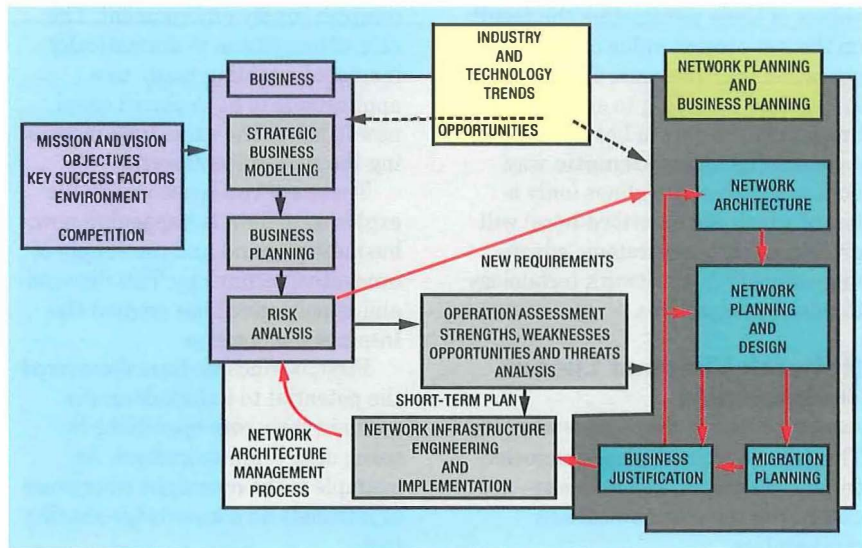 BUSINESS
STRATEGIC
BUSINESS
MODELLING
BUSINESS
PLANNING
RISK
ANALYSIS
MISSION AND VISION
OBJECTIVES
KEY SUCCESS FACTORS
ENVIRONMENT
COMPETITION
INDUSTRY
AND
TECHNOLOGY
TRENDS
OPPORTUNITIES
NETWORK PLANNING
AND
BUSINESS PLANNING
NETWORK
ARCHITECTURE
NETWORK
PLANNING
AND
DESIGN
NEW REQUIREMENTS
OPERATION ASSESSMENT
STRENGTHS, WEAKNESSES
OPPORTUNITIES AND THREATS
ANALYSIS
SHORT-TERM PLAN
NETWORK
ARCHITECTURE
MANAGEMENT
PROCESS
NETWORK INFRASTRUCTURE
ENGINEERING
AND
IMPLEMENTATION
BUSINESS
JUSTIFICATION
MIGRATION
PLANNING